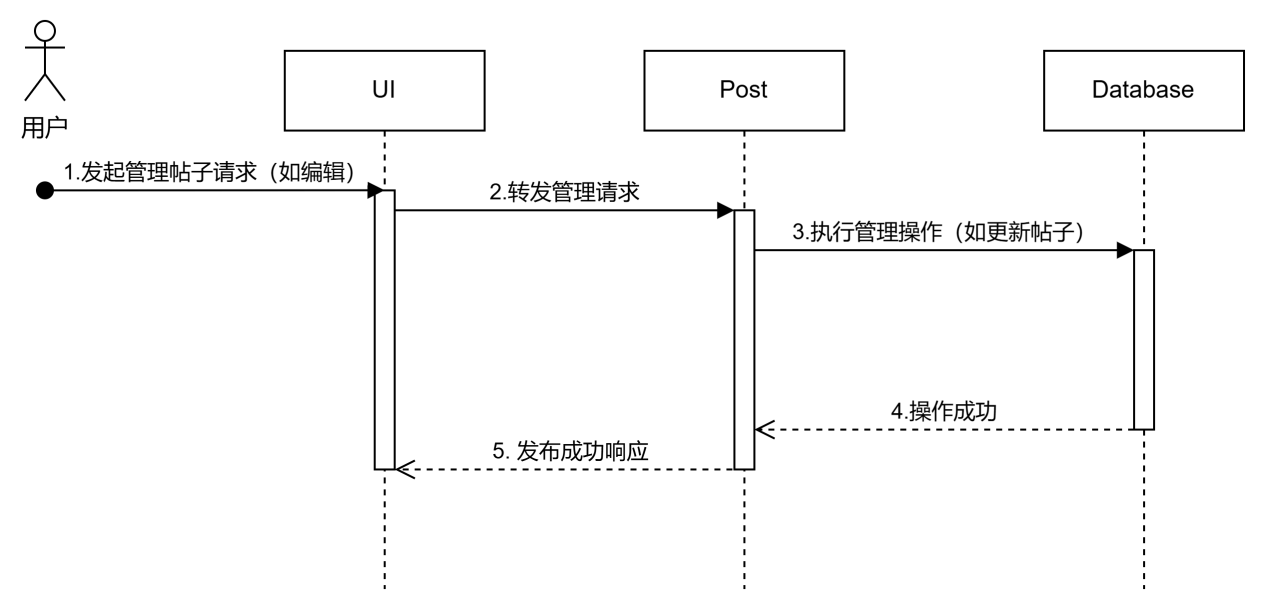 用户
UI
Post
Database
1.发起管理帖子请求（如编辑）
2.转发管理请求
3.执行管理操作（如更新帖子）
4.操作成功
5. 发布成功响应